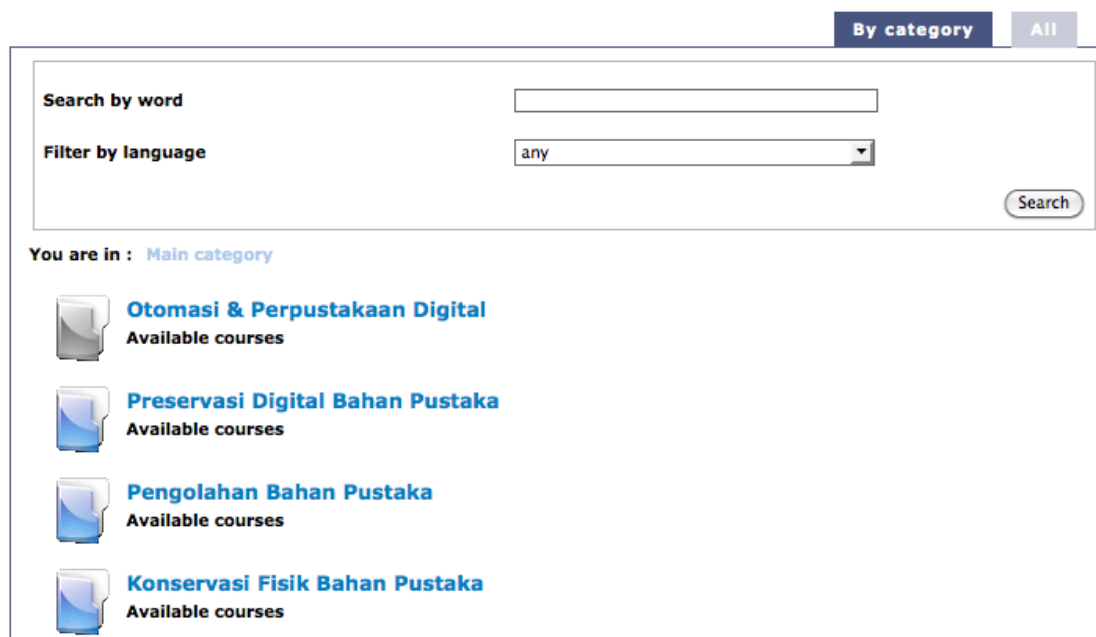 By category All
Search by word
Filter by language any
Search
You are in : Main category
Otomasi & Perpustakaan Digital
Available courses
Preservasi Digital Bahan Pustaka
Available courses
Pengolahan Bahan Pustaka
Available courses
Konservasi Fisik Bahan Pustaka
Available courses